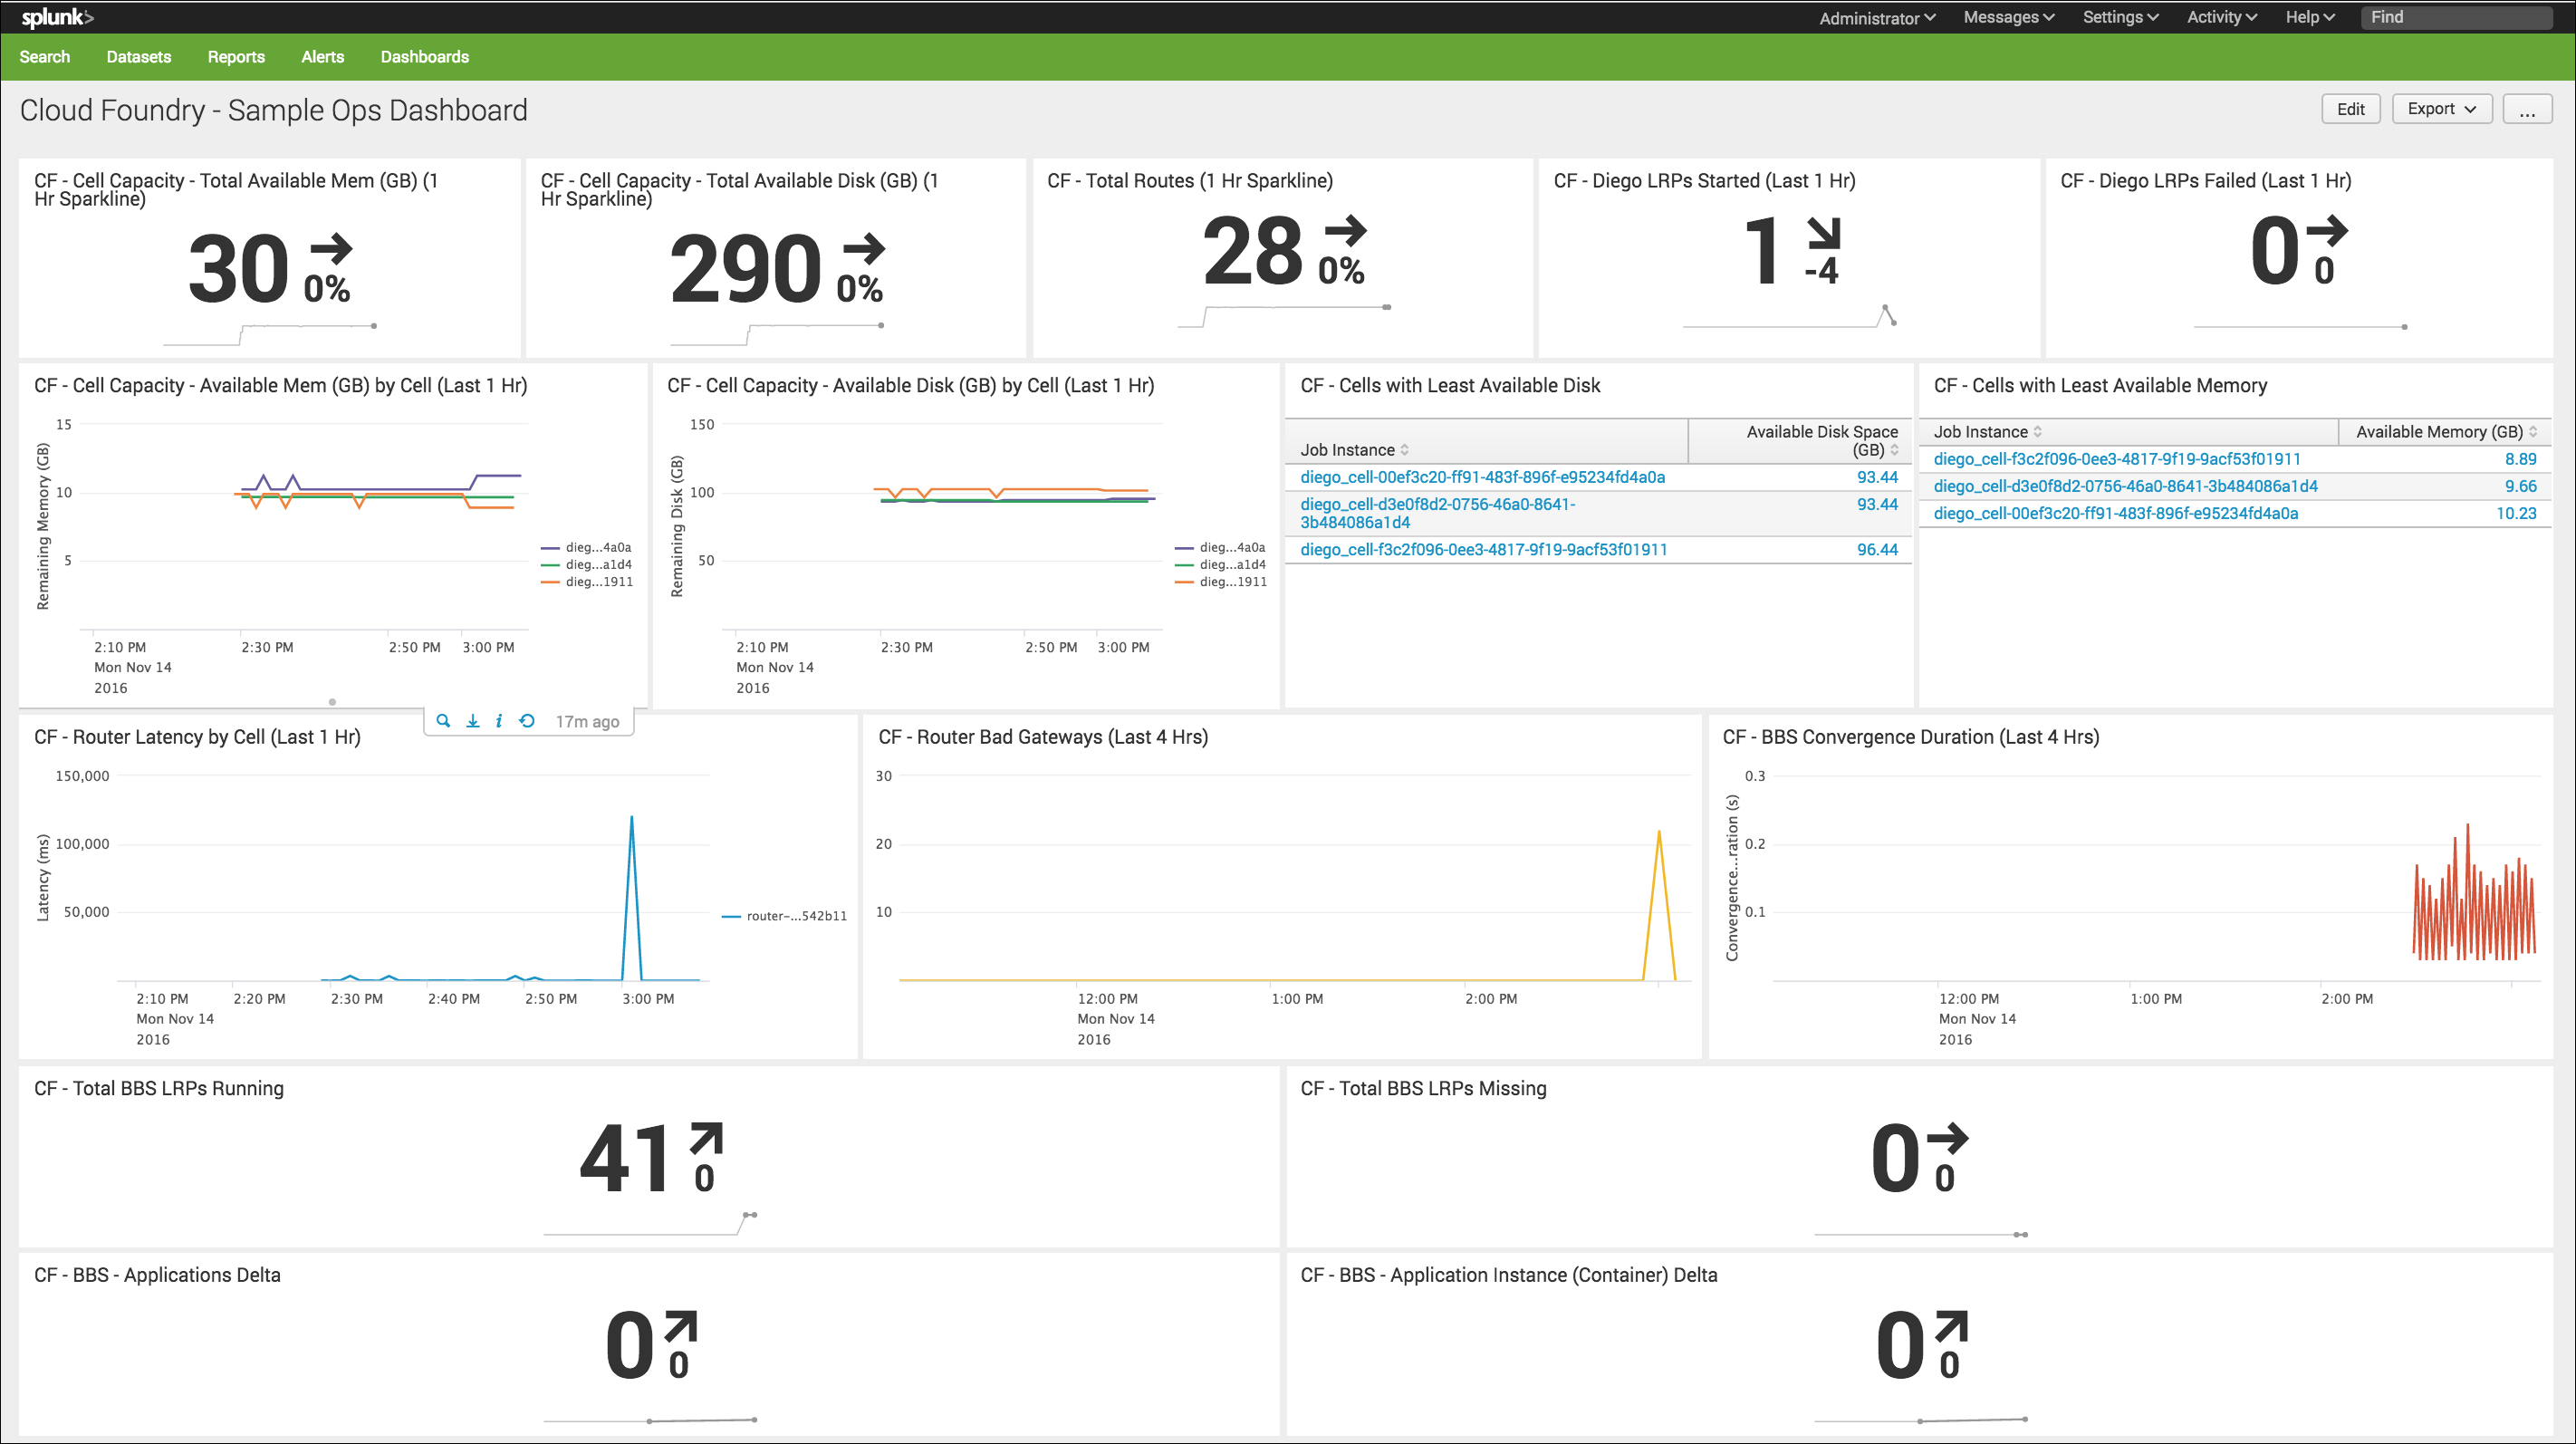 splunk>
Administrator Messages Settings Activity Help Find
Search Datasets Reports Alerts Dashboards
Cloud Foundry - Sample Ops Dashboard
Edit Export ...
CF - Cell Capacity - Total Available Mem (GB) (1
Hr Sparkline)
30
0%
CF - Cell Capacity - Total Available Disk (GB) (1
Hr Sparkline)
290
0%
CF - Total Routes (1 Hr Sparkline)
28
0%
CF - Diego LRPs Started (Last 1 Hr)
1
-4
CF - Diego LRPs Failed (Last 1 Hr)
0
0
CF - Cell Capacity - Available Mem (GB) by Cell (Last 1 Hr)
Remaining Memory (GB)
15
10
5
dieg...4a0a
dieg...a1d4
dieg...1911
2:10 PM 2:30 PM 2:50 PM 3:00 PM
Mon Nov 14
2016
17m ago
CF - Cell Capacity - Available Disk (GB) by Cell (Last 1 Hr)
Remaining Disk (GB)
150
100
50
dieg...4a0a
dieg...a1d4
dieg...1911
2:10 PM 2:30 PM 2:50 PM 3:00 PM
Mon Nov 14
2016
CF - Cells with Least Available Disk
Job Instance Available Disk Space
(GB)
diego_cell-00ef3c20-ff91-483f-896f-e95234fd4a0a 93.44
diego_cell-d3e0f8d2-0756-46a0-8641- 93.44
3b484086a1d4
diego_cell-f3c2f096-0ee3-4817-9f19-9acf53f01911 96.44
CF - Cells with Least Available Memory
Job Instance Available Memory (GB)
diego_cell-f3c2f096-0ee3-4817-9f19-9acf53f01911 8.89
diego_cell-d3e0f8d2-0756-46a0-8641-3b484086a1d4 9.66
diego_cell-00ef3c20-ff91-483f-896f-e95234fd4a0a 10.23
CF - Router Latency by Cell (Last 1 Hr)
Latency (ms)
150,000
100,000
50,000
router-...542b11
2:10 PM 2:20 PM 2:30 PM 2:40 PM 2:50 PM 3:00 PM
Mon Nov 14
2016
CF - Router Bad Gateways (Last 4 Hrs)
30
20
10
12:00 PM 1:00 PM 2:00 PM
Mon Nov 14
2016
CF - BBS Convergence Duration (Last 4 Hrs)
Convergence...ration (s)
0.3
0.2
0.1
12:00 PM 1:00 PM 2:00 PM
Mon Nov 14
2016
CF - Total BBS LRPs Running
41
0
CF - Total BBS LRPs Missing
0
0
CF - BBS - Applications Delta
0
0
CF - BBS - Application Instance (Container) Delta
0
0